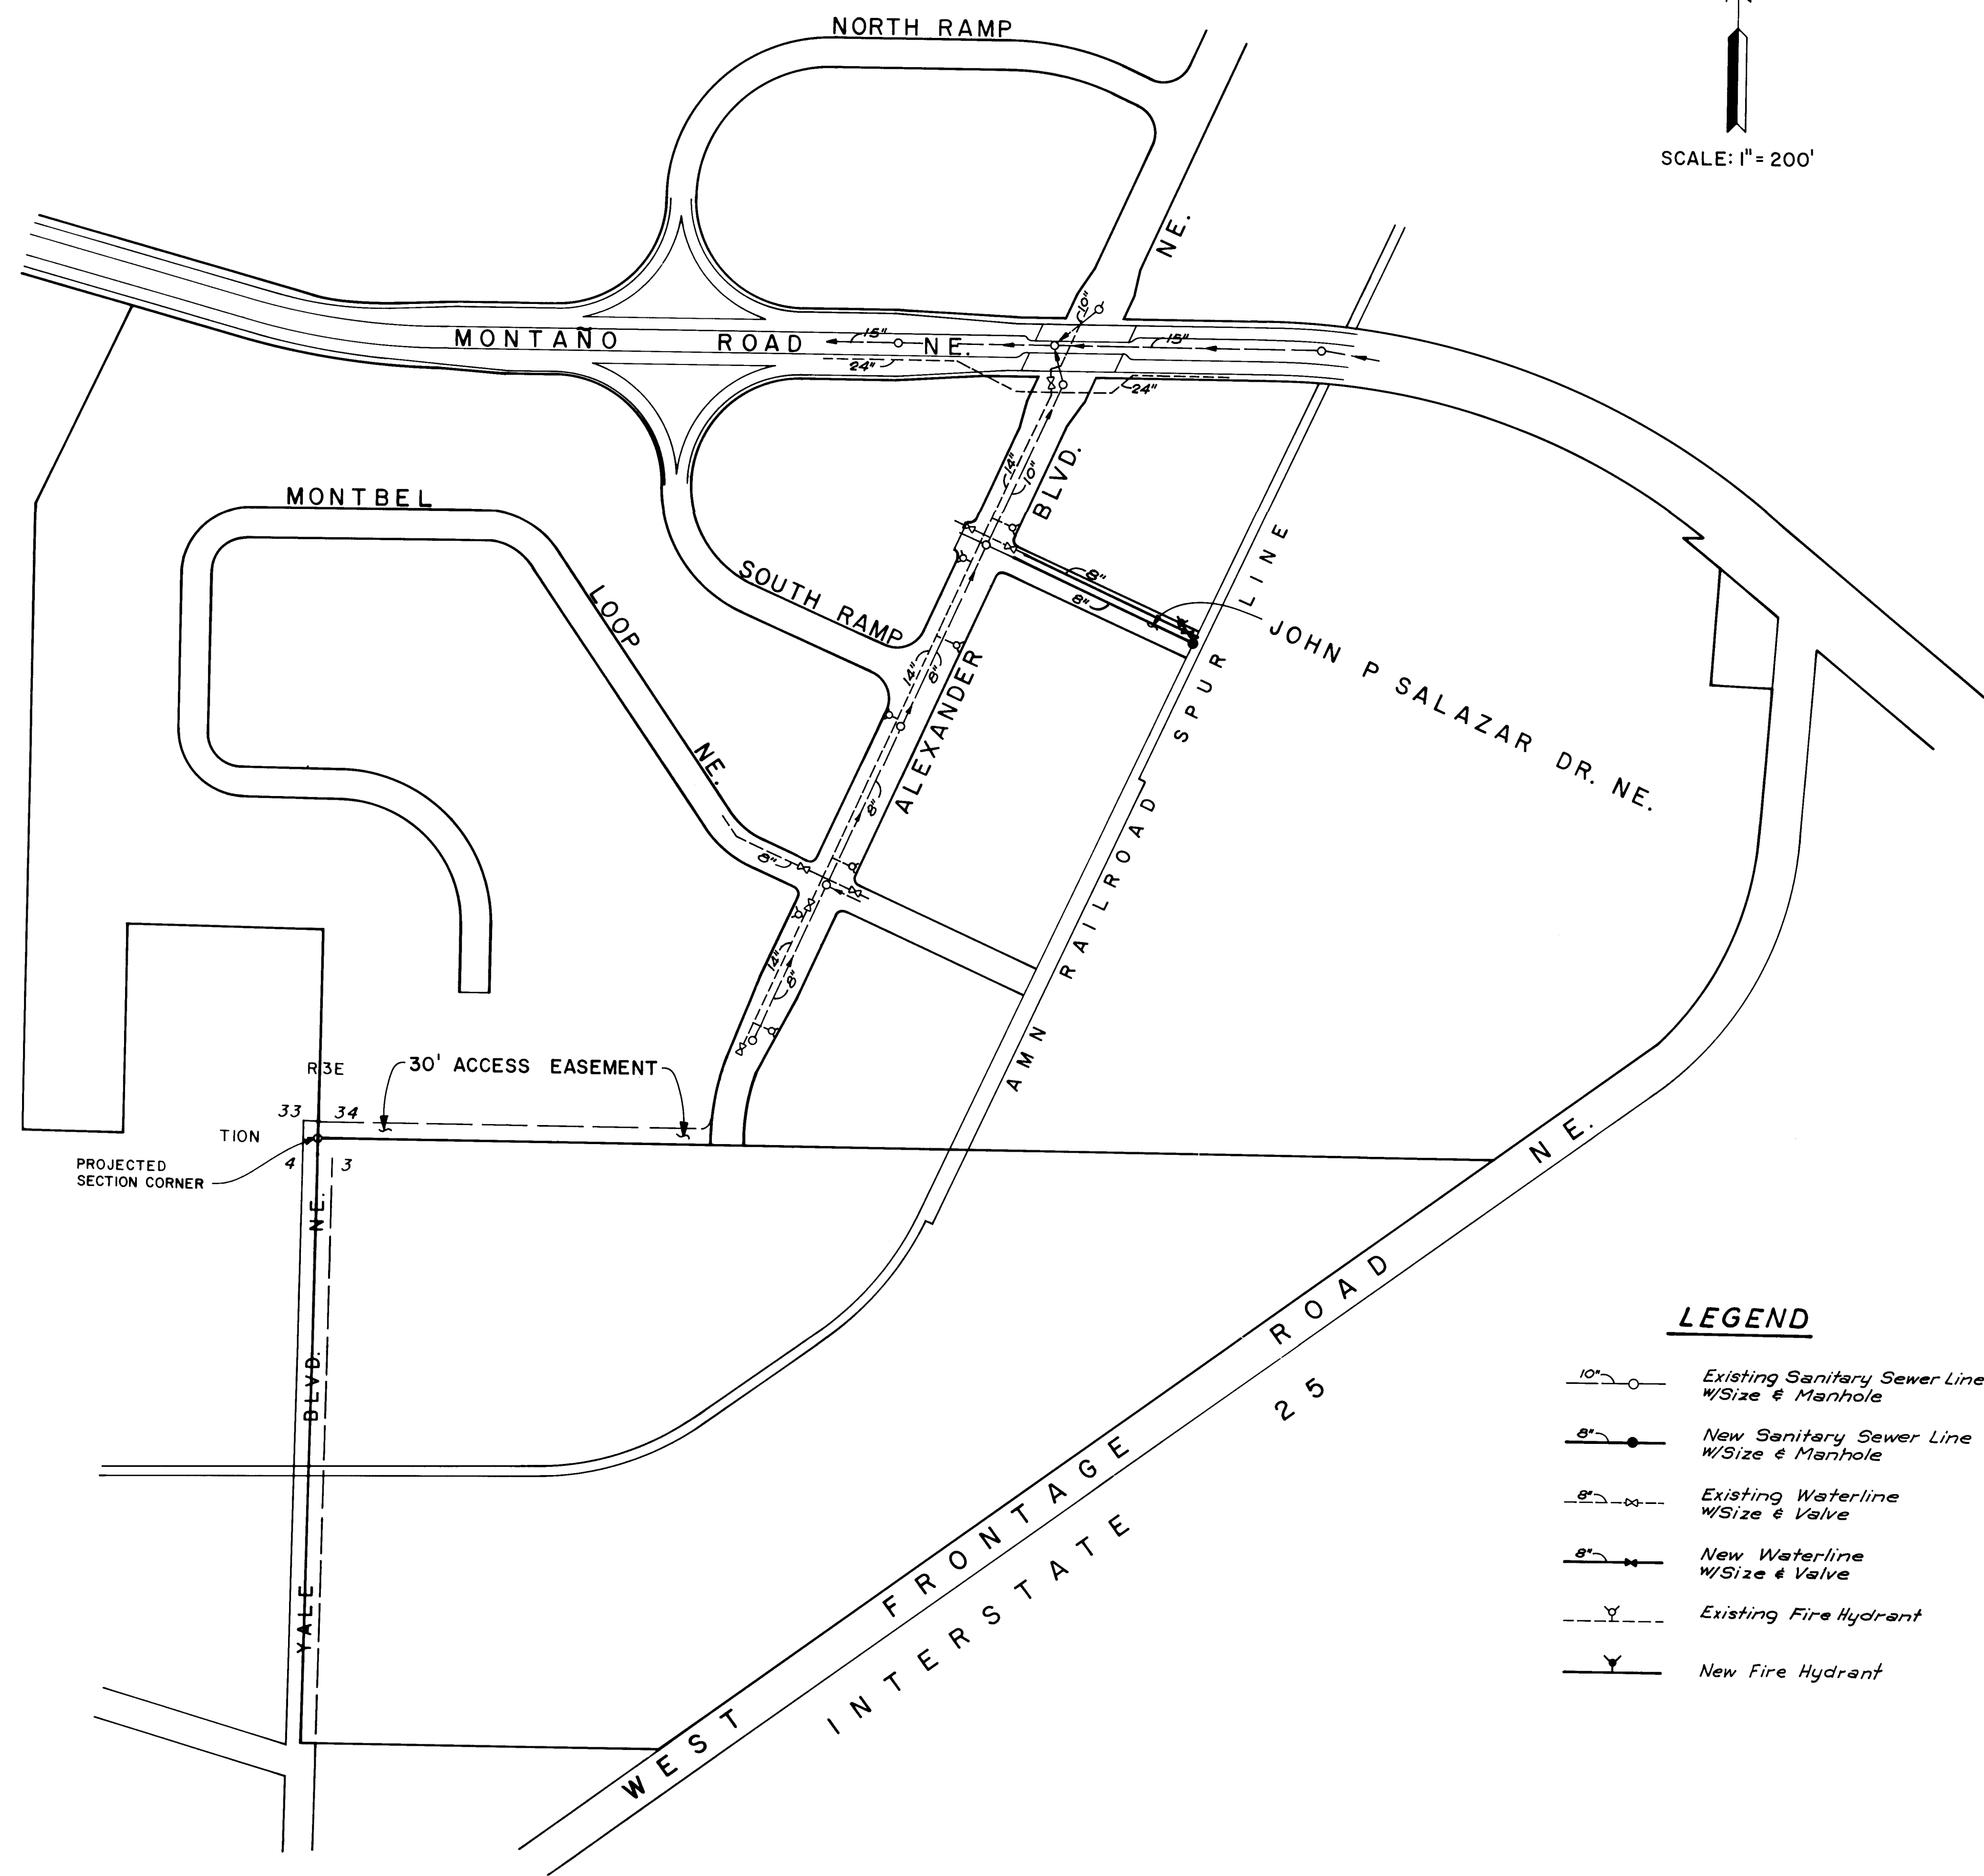 NORTH RAMP
SCALE: 1" = 200'
NE.
10"
MONTAÑO ROAD NE.
15"
15"
24"
24"
14"
10"
BLVD.
MONTBEL
LOOP
NE.
SOUTH RAMP
8"
8"
JOHN P SALAZAR DR. NE.
14"
8"
ALEXANDER
8"
8"
14"
8"
AMN RAILROAD SPUR LINE
R3E
30' ACCESS EASEMENT
33 34
TION
4 3
PROJECTED
SECTION CORNER
YALE BLVD. NE.
WEST FRONTAGE ROAD NE.
INTERSTATE 25
LEGEND
10"
Existing Sanitary Sewer Line
W/Size & Manhole
8"
New Sanitary Sewer Line
W/Size & Manhole
8"
Existing Waterline
W/Size & Valve
8"
New Waterline
W/Size & Valve
Existing Fire Hydrant
New Fire Hydrant